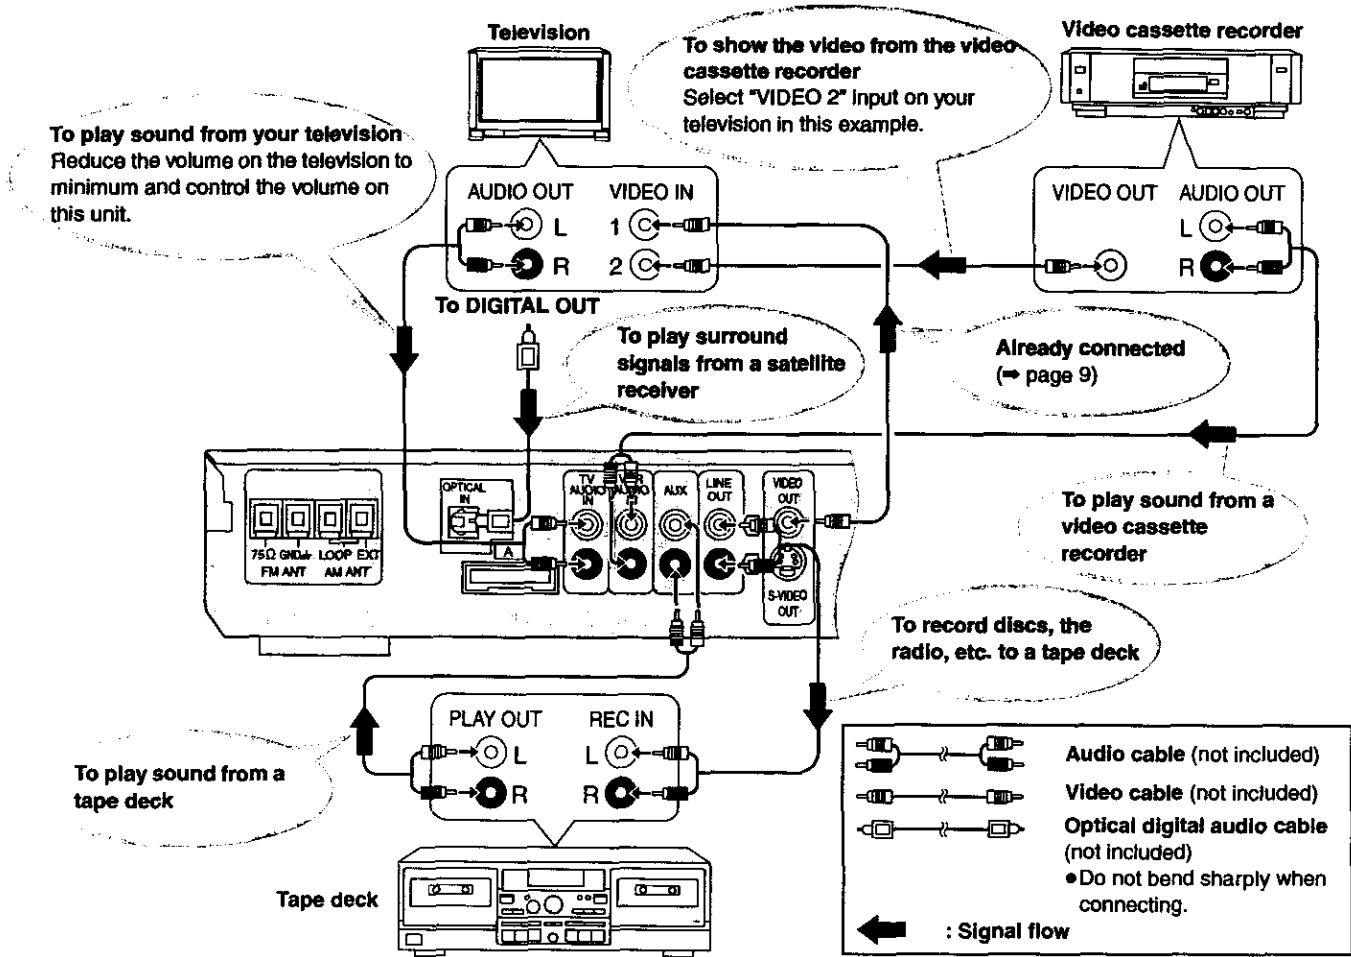 Television
To show the video from the video cassette recorder
Select "VIDEO 2" input on your television in this example.
Video cassette recorder
To play sound from your television
Reduce the volume on the television to minimum and control the volume on this unit.
AUDIO OUT
VIDEO IN
L
R
1
2
VIDEO OUT
AUDIO OUT
L
R
To DIGITAL OUT
To play surround signals from a satellite receiver
Already connected
(➡ page 9)
OPTICAL IN
TV AUDIO IN
AUX
LINE OUT
VIDEO OUT
S-VIDEO OUT
A
75Ω GND LOOP EXT
FM ANT AM ANT
To play sound from a video cassette recorder
To record discs, the radio, etc. to a tape deck
PLAY OUT
REC IN
L
R
L
R
To play sound from a tape deck
Tape deck
Audio cable (not included)
Video cable (not included)
Optical digital audio cable
(not included)
●Do not bend sharply when connecting.
: Signal flow